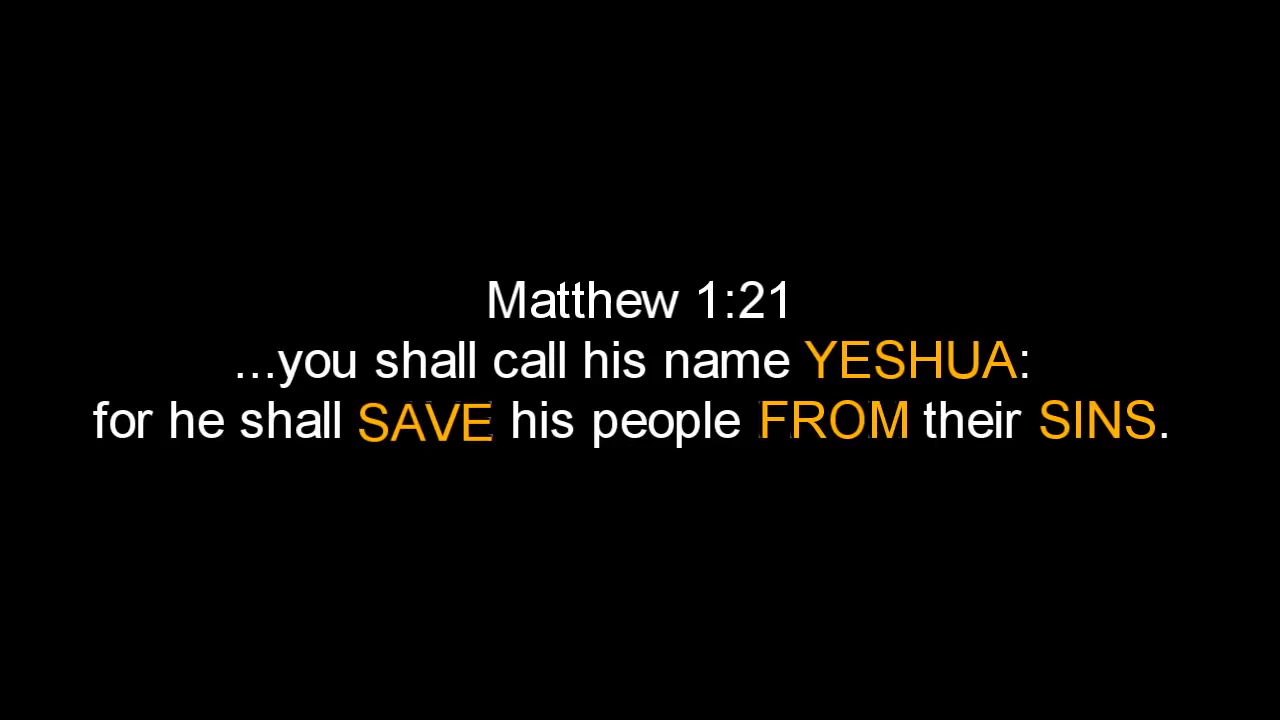 Matthew 1:21
...you shall call his name YESHUA:
for he shall SAVE his people FROM their SINS.